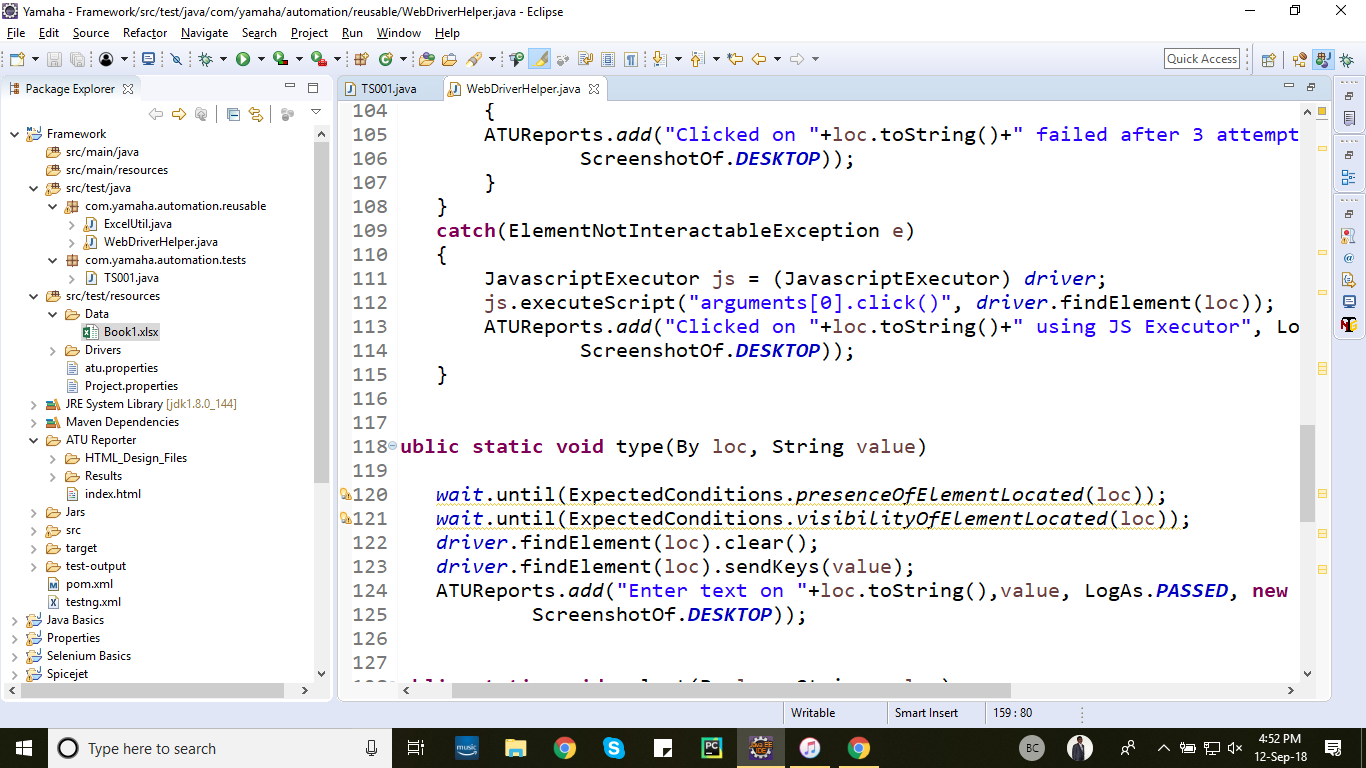 Yamaha - Framework/src/test/java/com/yamaha/automation/reusable/WebDriverHelper.java - Eclipse
File Edit Source Refactor Navigate Search Project Run Window Help
Quick Access
Package Explorer
Framework
src/main/java
src/main/resources
src/test/java
com.yamaha.automation.reusable
ExcelUtil.java
WebDriverHelper.java
com.yamaha.automation.tests
TS001.java
src/test/resources
Data
Book1.xlsx
Drivers
atu.properties
Project.properties
JRE System Library [jdk1.8.0_144]
Maven Dependencies
ATU Reporter
HTML_Design_Files
Results
index.html
Jars
src
target
test-output
pom.xml
testng.xml
Java Basics
Properties
Selenium Basics
Spicejet
TS001.java WebDriverHelper.java
104 {
105 ATUReports.add("Clicked on "+loc.toString()+" failed after 3 attempt
106 ScreenshotOf.DESKTOP));
107 }
108 }
109 catch(ElementNotInteractableException e)
110 {
111 JavascriptExecutor js = (JavascriptExecutor) driver;
112 js.executeScript("arguments[0].click()", driver.findElement(loc));
113 ATUReports.add("Clicked on "+loc.toString()+" using JS Executor", Lo
114 ScreenshotOf.DESKTOP));
115 }
116
117
118 ublic static void type(By loc, String value)
119
120 wait.until(ExpectedConditions.presenceOfElementLocated(loc));
121 wait.until(ExpectedConditions.visibilityOfElementLocated(loc));
122 driver.findElement(loc).clear();
123 driver.findElement(loc).sendKeys(value);
124 ATUReports.add("Enter text on "+loc.toString(),value, LogAs.PASSED, new
125 ScreenshotOf.DESKTOP));
126
127
Writable Smart Insert 159 : 80
Type here to search
music
PC
JAVA EE
IDE
BC
4:52 PM
12-Sep-18